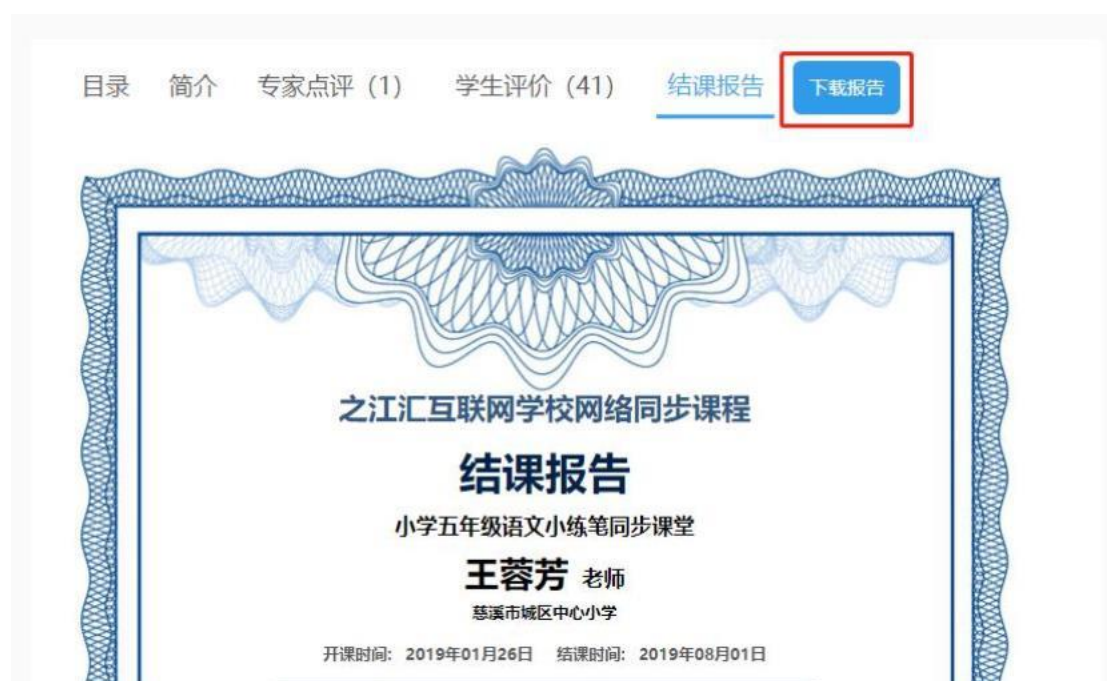 目录 简介 专家点评（1） 学生评价（41） 结课报告 下载报告
之江汇互联网学校网络同步课程
结课报告
小学五年级语文小练笔同步课堂
王蓉芳 老师
慈溪市城区中心小学
开课时间：2019年01月26日 结课时间：2019年08月01日